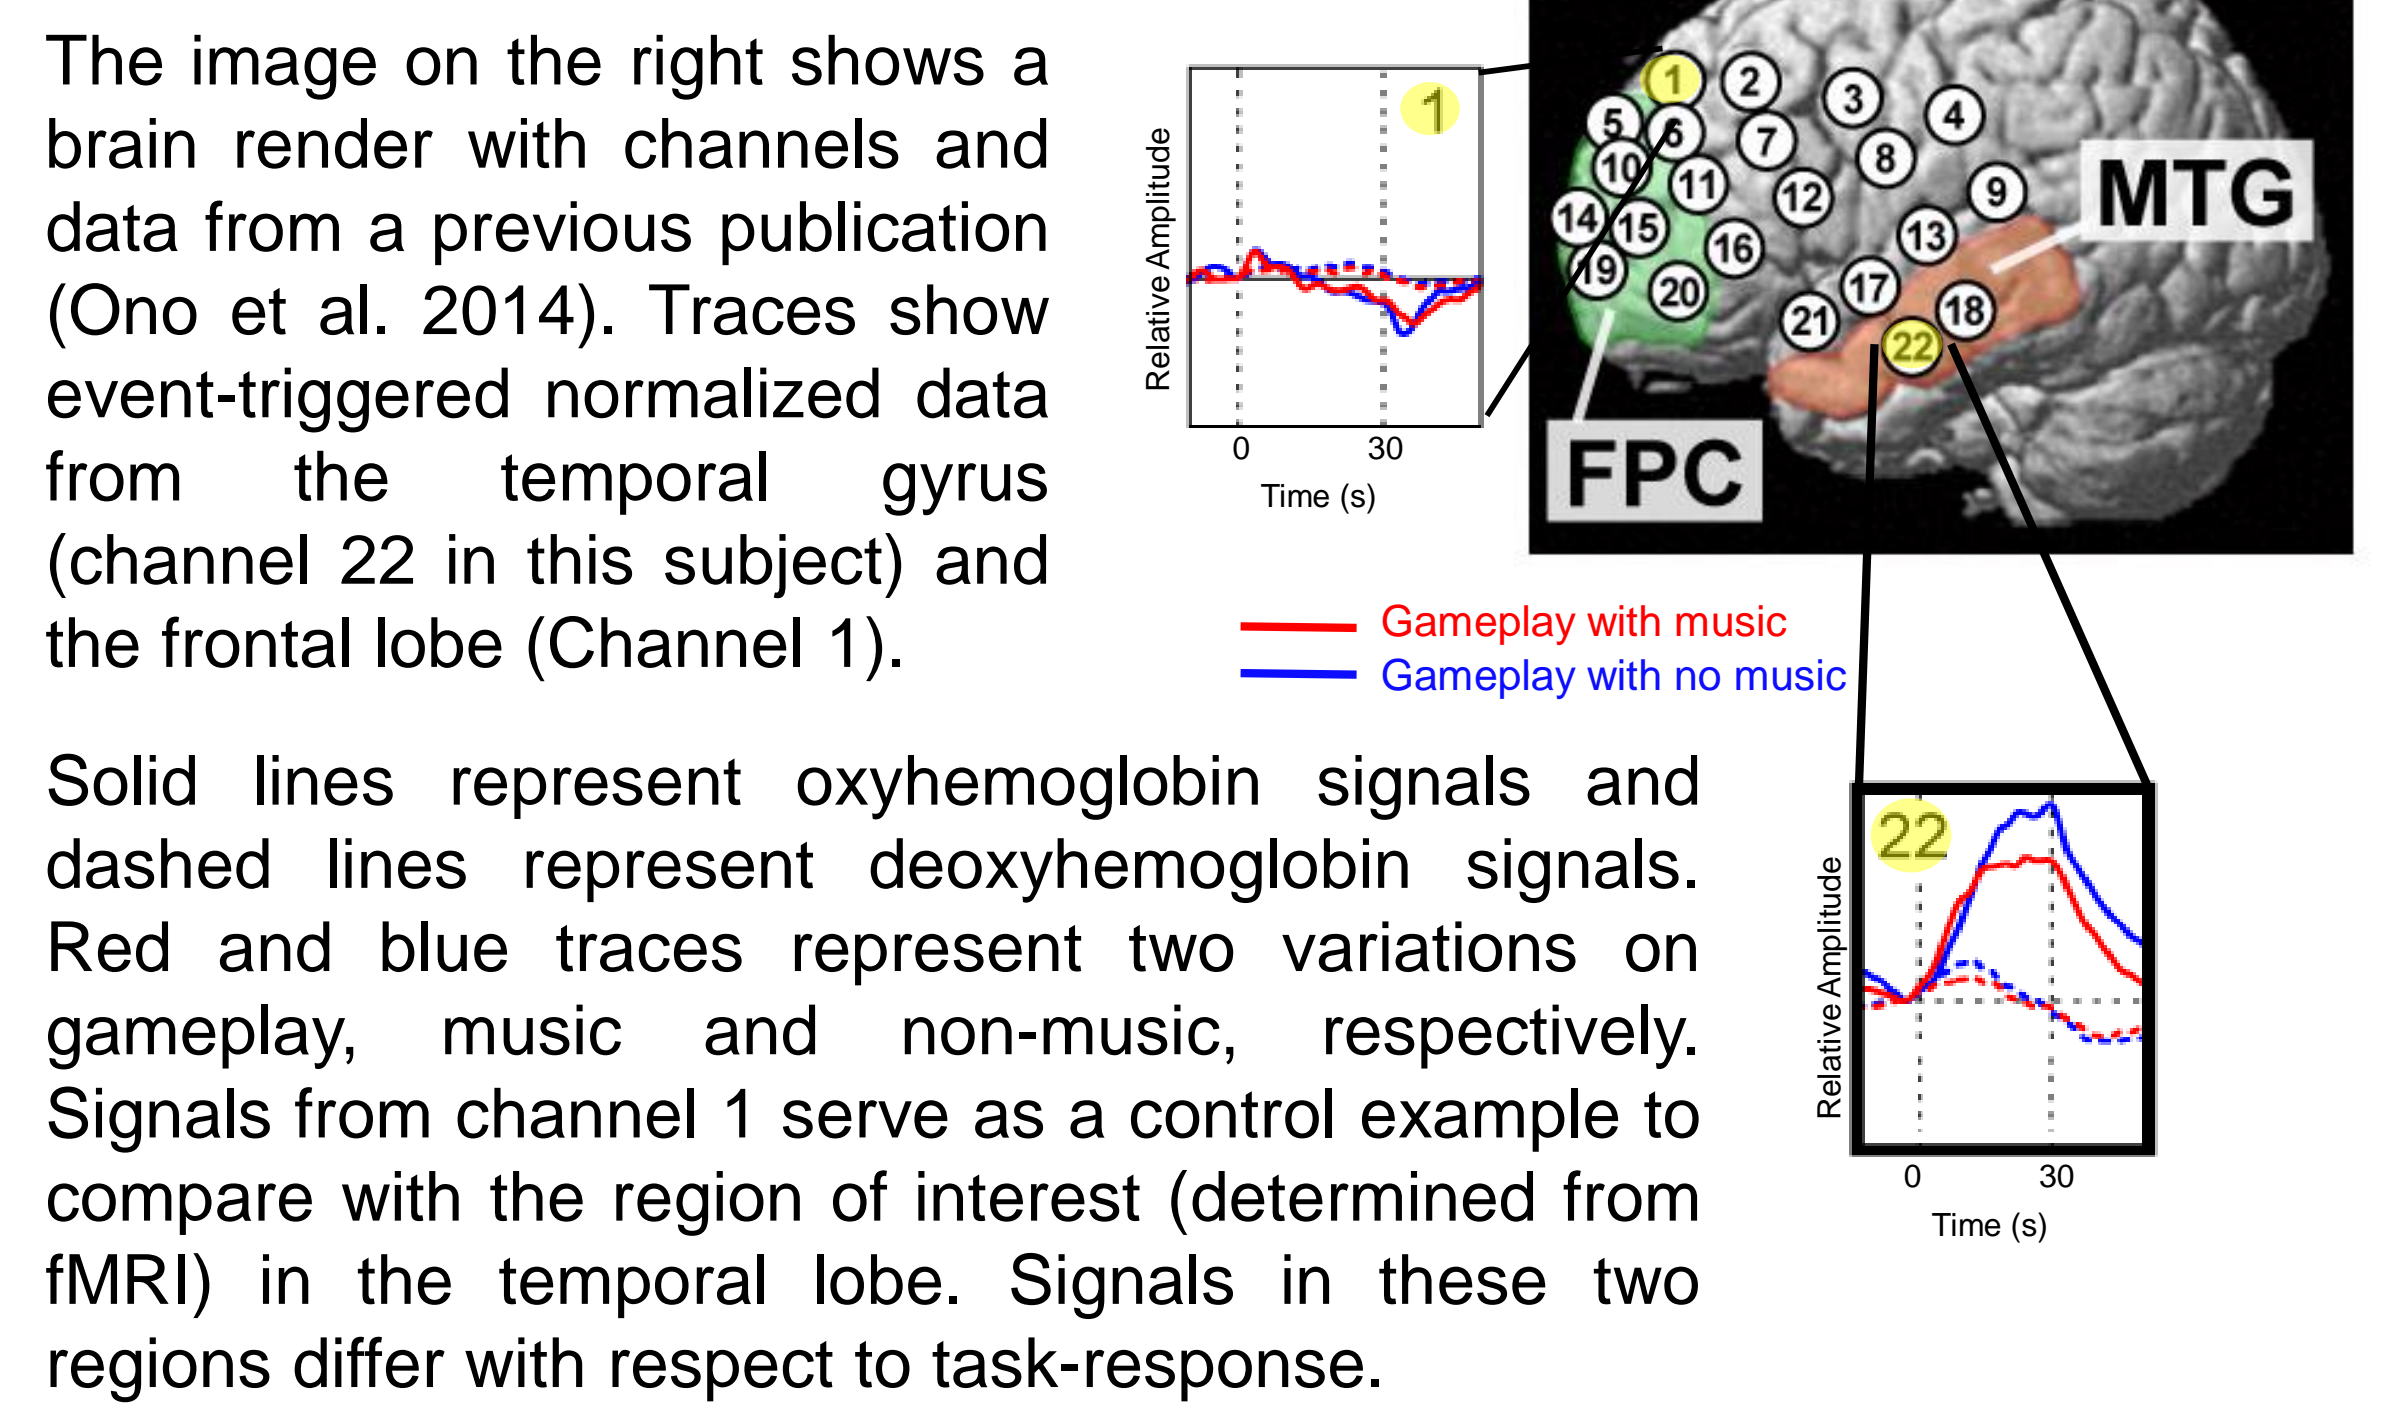 The image on the right shows a
brain render with channels and
data from a previous publication
(Ono et al. 2014). Traces show
event-triggered normalized data
from the temporal gyrus
(channel 22 in this subject) and
the frontal lobe (Channel 1).
Solid lines represent oxyhemoglobin signals and
dashed lines represent deoxyhemoglobin signals.
Red and blue traces represent two variations on
gameplay, music and non-music, respectively.
Signals from channel 1 serve as a control example to
compare with the region of interest (determined from
fMRI) in the temporal lobe. Signals in these two
regions differ with respect to task-response.
1
Relative Amplitude
0 30
Time (s)
1 2 3 4
5 6 7 8 9
10 11 12 13
14 15 16 17 18
19 20 21 22
MTG
FPC
Gameplay with music
Gameplay with no music
22
Relative Amplitude
0 30
Time (s)